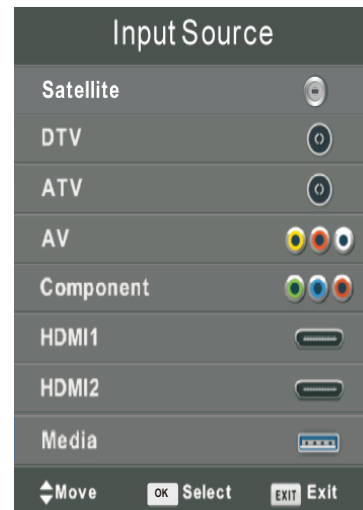 Input Source
Satellite
DTV
ATV
AV
Component
HDMI1
HDMI2
Media
Move OK Select EXIT Exit